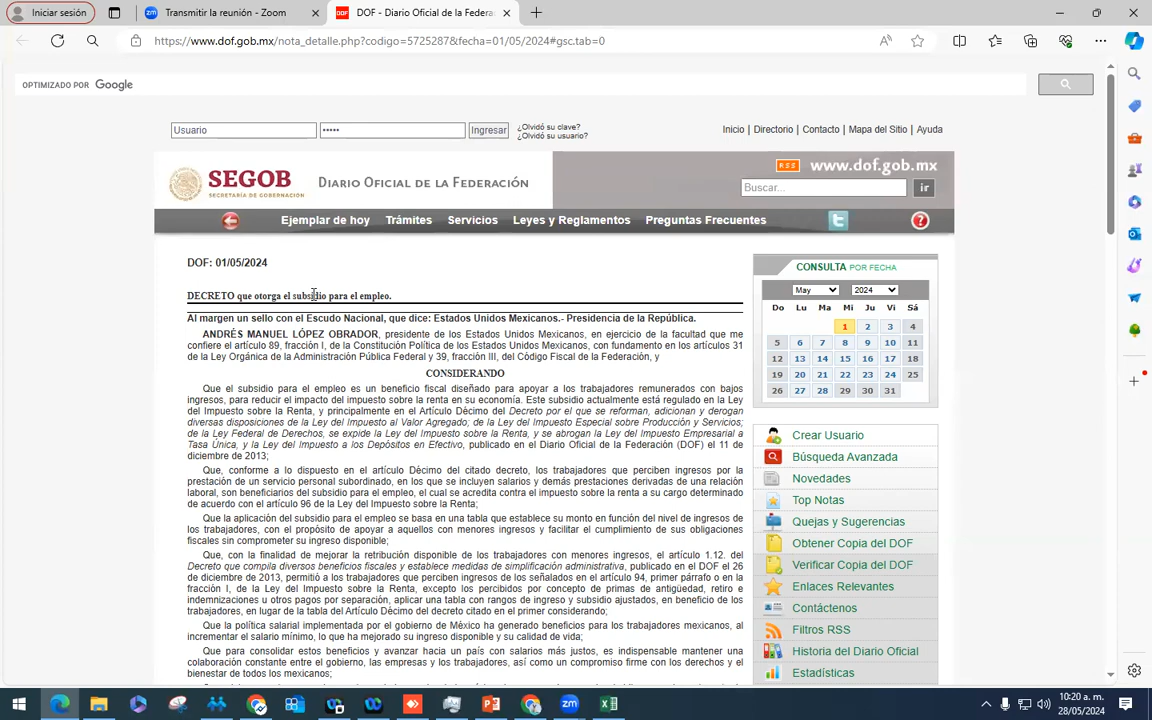 Iniciar sesión
Transmitir la reunión - Zoom
DOF - Diario Oficial de la Federa
https://www.dof.gob.mx/nota_detalle.php?codigo=5725287&fecha=01/05/2024#gsc.tab=0
OPTIMIZADO POR Google
Usuario
•••••
Ingresar
¿Olvidó su clave?
¿Olvidó su usuario?
Inicio | Directorio | Contacto | Mapa del Sitio | Ayuda
SEGOB
SECRETARÍA DE GOBERNACIÓN
DIARIO OFICIAL DE LA FEDERACIÓN
RSS www.dof.gob.mx
Buscar...
ir
Ejemplar de hoy Trámites Servicios Leyes y Reglamentos Preguntas Frecuentes
DOF: 01/05/2024
DECRETO que otorga el subsidio para el empleo.
Al margen un sello con el Escudo Nacional, que dice: Estados Unidos Mexicanos.- Presidencia de la República.
ANDRÉS MANUEL LÓPEZ OBRADOR, presidente de los Estados Unidos Mexicanos, en ejercicio de la facultad que me
confiere el artículo 89, fracción I, de la Constitución Política de los Estados Unidos Mexicanos, con fundamento en los artículos 31
de la Ley Orgánica de la Administración Pública Federal y 39, fracción III, del Código Fiscal de la Federación, y
CONSIDERANDO
Que el subsidio para el empleo es un beneficio fiscal diseñado para apoyar a los trabajadores remunerados con bajos
ingresos, para reducir el impacto del impuesto sobre la renta en su economía. Este subsidio actualmente está regulado en la Ley
del Impuesto sobre la Renta, y principalmente en el Artículo Décimo del Decreto por el que se reforman, adicionan y derogan
diversas disposiciones de la Ley del Impuesto al Valor Agregado; de la Ley del Impuesto Especial sobre Producción y Servicios;
de la Ley Federal de Derechos, se expide la Ley del Impuesto sobre la Renta, y se abrogan la Ley del Impuesto Empresarial a
Tasa Única, y la Ley del Impuesto a los Depósitos en Efectivo, publicado en el Diario Oficial de la Federación (DOF) el 11 de
diciembre de 2013;
Que, conforme a lo dispuesto en el artículo Décimo del citado decreto, los trabajadores que perciben ingresos por la
prestación de un servicio personal subordinado, en los que se incluyen salarios y demás prestaciones derivadas de una relación
laboral, son beneficiarios del subsidio para el empleo, el cual se acredita contra el impuesto sobre la renta a su cargo determinado
de acuerdo con el artículo 96 de la Ley del Impuesto sobre la Renta;
Que la aplicación del subsidio para el empleo se basa en una tabla que establece su monto en función del nivel de ingresos de
los trabajadores, con el propósito de apoyar a aquellos con menores ingresos y facilitar el cumplimiento de sus obligaciones
fiscales sin comprometer su ingreso disponible;
Que, con la finalidad de mejorar la retribución disponible de los trabajadores con menores ingresos, el artículo 1.12. del
Decreto que compila diversos beneficios fiscales y establece medidas de simplificación administrativa, publicado en el DOF el 26
de diciembre de 2013, permitió a los trabajadores que perciben ingresos de los señalados en el artículo 94, primer párrafo o en la
fracción I, de la Ley del Impuesto sobre la Renta, excepto los percibidos por concepto de primas de antigüedad, retiro e
indemnizaciones u otros pagos por separación, aplicar una tabla con rangos de ingreso y subsidio ajustados, en beneficio de los
trabajadores, en lugar de la tabla del Artículo Décimo del decreto citado en el primer considerando;
Que la política salarial implementada por el gobierno de México ha generado beneficios para los trabajadores mexicanos, al
incrementar el salario mínimo, lo que ha mejorado su ingreso disponible y su calidad de vida;
Que para consolidar estos beneficios y avanzar hacia un país con salarios más justos, es indispensable mantener una
colaboración constante entre el gobierno, las empresas y los trabajadores, así como un compromiso firme con los derechos y el
bienestar de todos los mexicanos;
CONSULTA POR FECHA
May 2024
Do Lu Ma Mi Ju Vi Sá
1 2 3 4
5 6 7 8 9 10 11
12 13 14 15 16 17 18
19 20 21 22 23 24 25
26 27 28 29 30 31
Crear Usuario
Búsqueda Avanzada
Novedades
Top Notas
Quejas y Sugerencias
Obtener Copia del DOF
Verificar Copia del DOF
Enlaces Relevantes
Contáctenos
Filtros RSS
Historia del Diario Oficial
Estadísticas
10:20 a. m.
28/05/2024